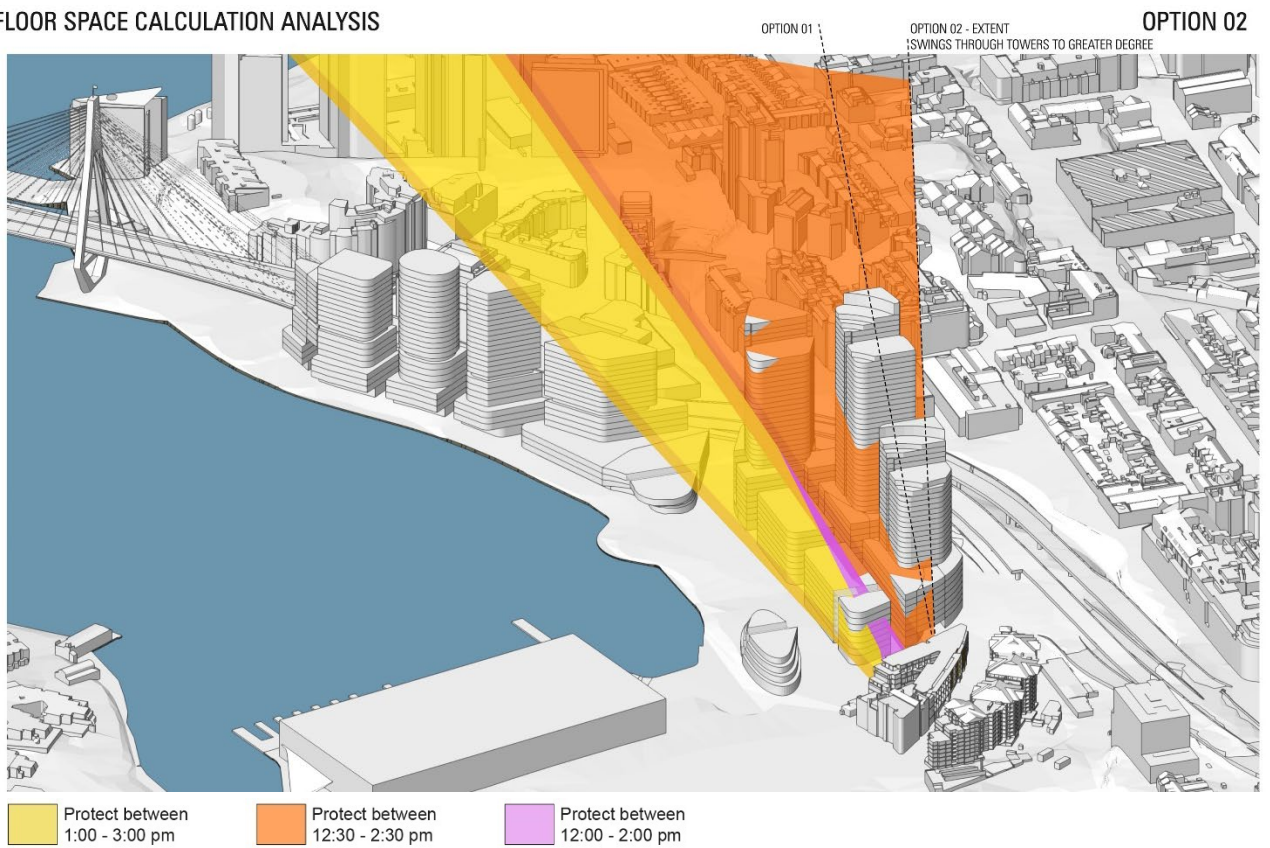 FLOOR SPACE CALCULATION ANALYSIS
OPTION 01
OPTION 02 - EXTENT
SWINGS THROUGH TOWERS TO GREATER DEGREE
OPTION 02
Protect between
1:00 - 3:00 pm
Protect between
12:30 - 2:30 pm
Protect between
12:00 - 2:00 pm